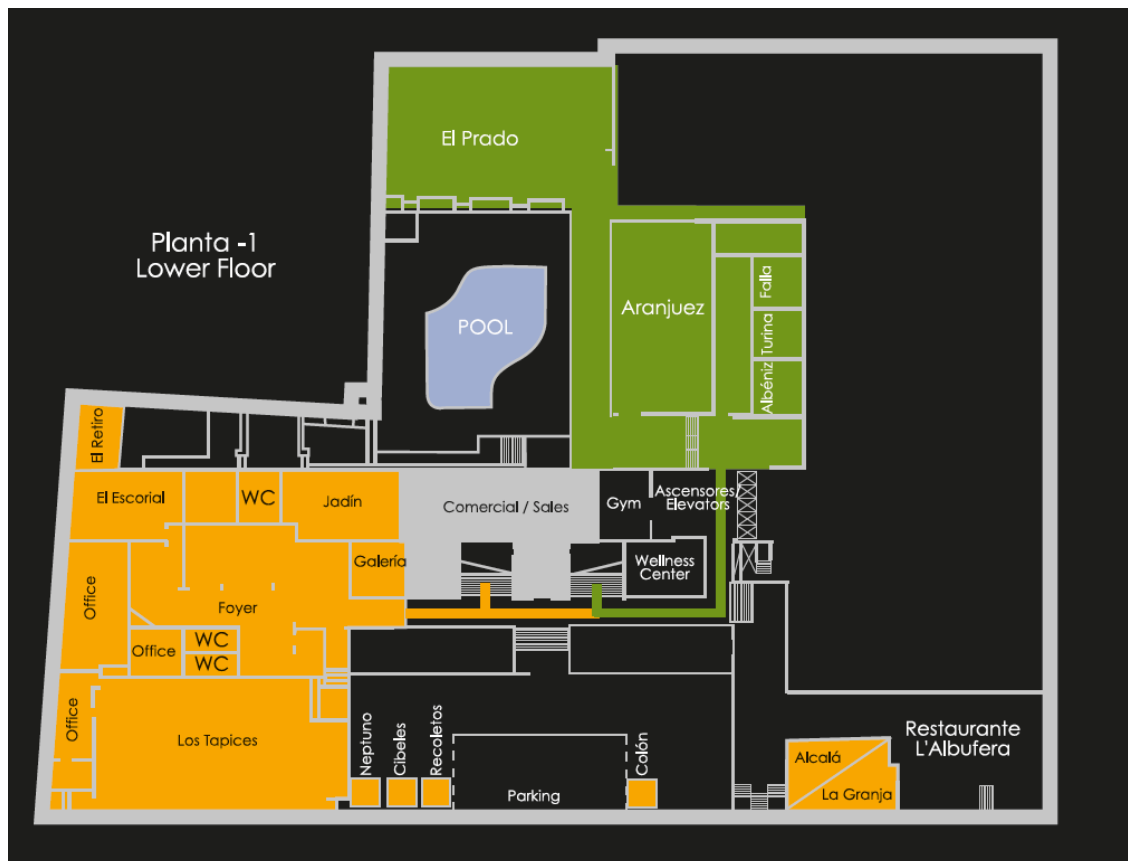 El Prado
Planta -1
Lower Floor
POOL
Aranjuez
Falla
Turina
Albéniz
El Retiro
El Escorial
WC
Jadín
Comercial / Sales
Gym
Ascensores/
Elevators
Galería
Wellness
Center
Office
Foyer
Office
WC
WC
Office
Los Tapices
Neptuno
Cibeles
Recoletos
Parking
Colón
Alcalá
La Granja
Restaurante
L'Albufera